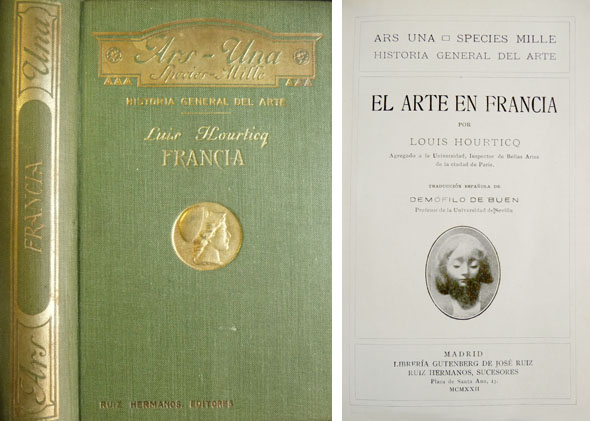 Ars Francia Una
Ars-Una
Species-Mille
HISTORIA GENERAL DEL ARTE
Luis Hourticq
FRANCIA
RUIZ HERMANOS, EDITORES
ARS UNA □ SPECIES MILLE
HISTORIA GENERAL DEL ARTE
EL ARTE EN FRANCIA
POR
LOUIS HOURTICQ
Agregado a la Universidad, Inspector de Bellas Artes
de la ciudad de Paris.
TRADUCCIÓN ESPAÑOLA DE
DEMÓFILO DE BUEN
Profesor de la Universidad de Sevilla
MADRID
LIBRERÍA GUTENBERG DE JOSÉ RUIZ
RUIZ HERMANOS, SUCESORES
Plaza de Santa Ana, 13.
MCMXXII